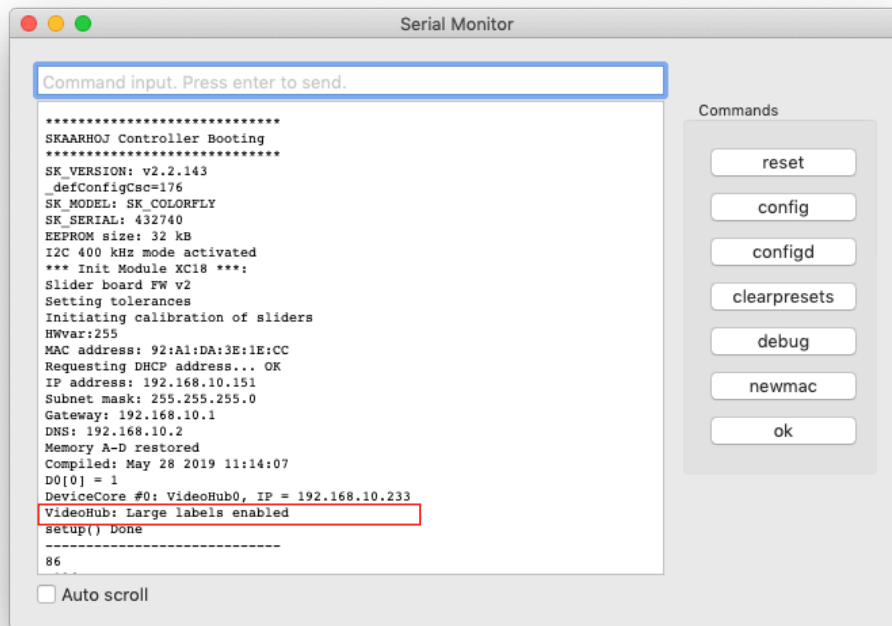 Serial Monitor
Command input. Press enter to send.
*****************************
SKAARHOJ Controller Booting
*****************************
SK_VERSION: v2.2.143
_defConfigCsc=176
SK_MODEL: SK_COLORFLY
SK_SERIAL: 432740
EEPROM size: 32 kB
I2C 400 kHz mode activated
*** Init Module XC18 ***:
Slider board FW v2
Setting tolerances
Initiating calibration of sliders
HWvar:255
MAC address: 92:A1:DA:3E:1E:CC
Requesting DHCP address... OK
IP address: 192.168.10.151
Subnet mask: 255.255.255.0
Gateway: 192.168.10.1
DNS: 192.168.10.2
Memory A-D restored
Compiled: May 28 2019 11:14:07
D0[0] = 1
DeviceCore #0: VideoHub0, IP = 192.168.10.233
VideoHub: Large labels enabled
setup() Done
-----------------------------
86
Auto scroll
Commands
reset
config
configd
clearpresets
debug
newmac
ok